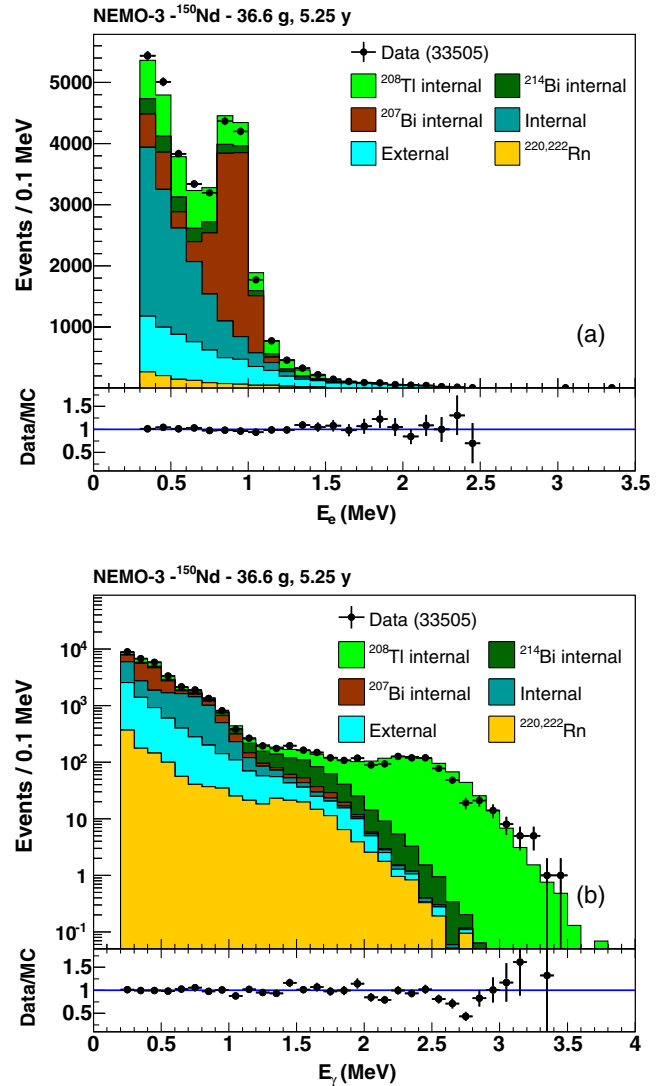 NEMO-3 -¹⁵⁰Nd - 36.6 g, 5.25 y
Data (33505)
²⁰⁸Tl internal ²¹⁴Bi internal
²⁰⁷Bi internal Internal
External ²²⁰,²²²Rn
Events / 0.1 MeV
5000
4000
3000
2000
1000
(a)
Data/MC
1.5
1
0.5
0 0.5 1 1.5 2 2.5 3 3.5
Eₑ (MeV)
NEMO-3 -¹⁵⁰Nd - 36.6 g, 5.25 y
Data (33505)
²⁰⁸Tl internal ²¹⁴Bi internal
²⁰⁷Bi internal Internal
External ²²⁰,²²²Rn
Events / 0.1 MeV
10⁴
10³
10²
10
1
10⁻¹
(b)
Data/MC
1.5
1
0.5
0 0.5 1 1.5 2 2.5 3 3.5 4
Eᵧ (MeV)